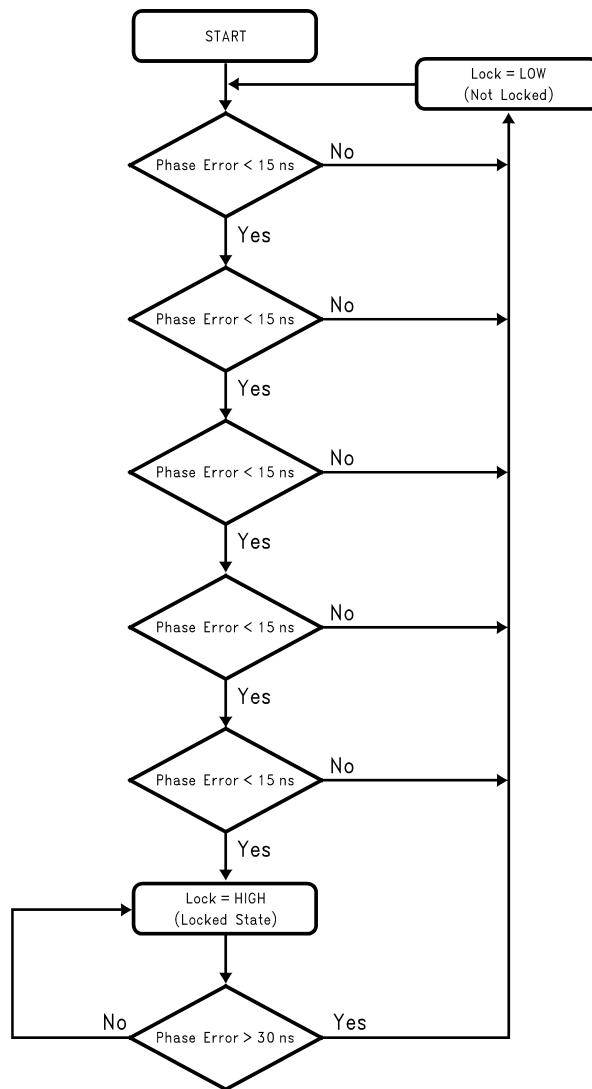 START
Lock = LOW
(Not Locked)
Phase Error < 15 ns
No
Yes
Phase Error < 15 ns
No
Yes
Phase Error < 15 ns
No
Yes
Phase Error < 15 ns
No
Yes
Phase Error < 15 ns
No
Yes
Lock = HIGH
(Locked State)
No
Phase Error > 30 ns
Yes